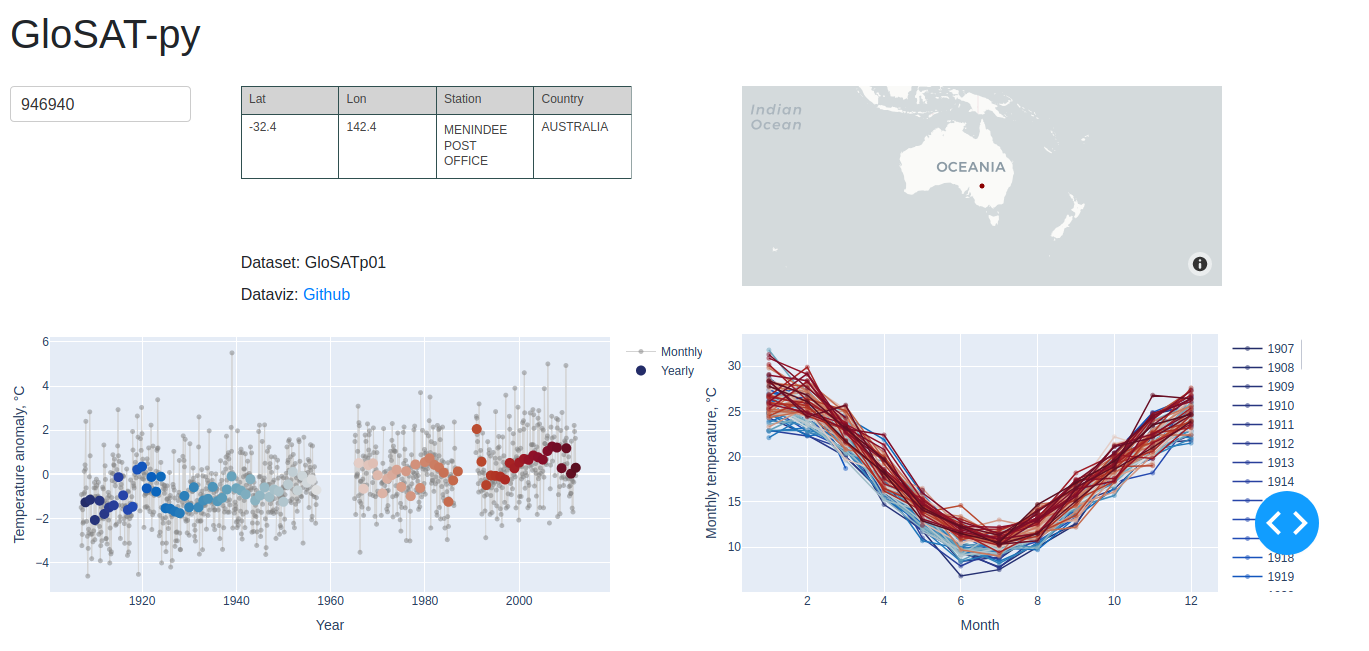 GloSAT-py
946940
Lat Lon Station Country
-32.4 142.4 MENINDEE AUSTRALIA
POST
OFFICE
Indian
Ocean
OCEANIA
Dataset: GloSATp01
Dataviz: Github
Temperature anomaly, °C
6
4
2
0
−2
−4
1920 1940 1960 1980 2000
Year
Monthly
Yearly
Monthly temperature, °C
30
25
20
15
10
2 4 6 8 10 12
Month
1907
1908
1909
1910
1911
1912
1913
1914
1918
1919